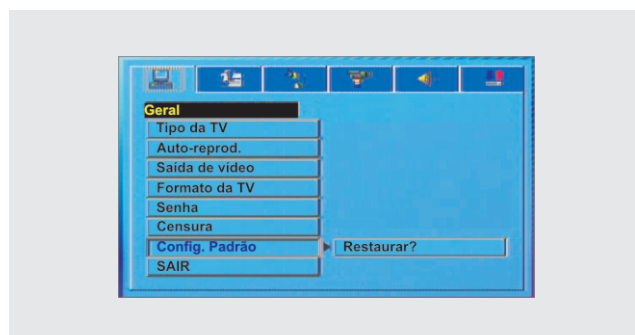 Geral
Tipo da TV
Auto-reprod.
Saída de vídeo
Formato da TV
Senha
Censura
Config. Padrão
Restaurar?
SAIR